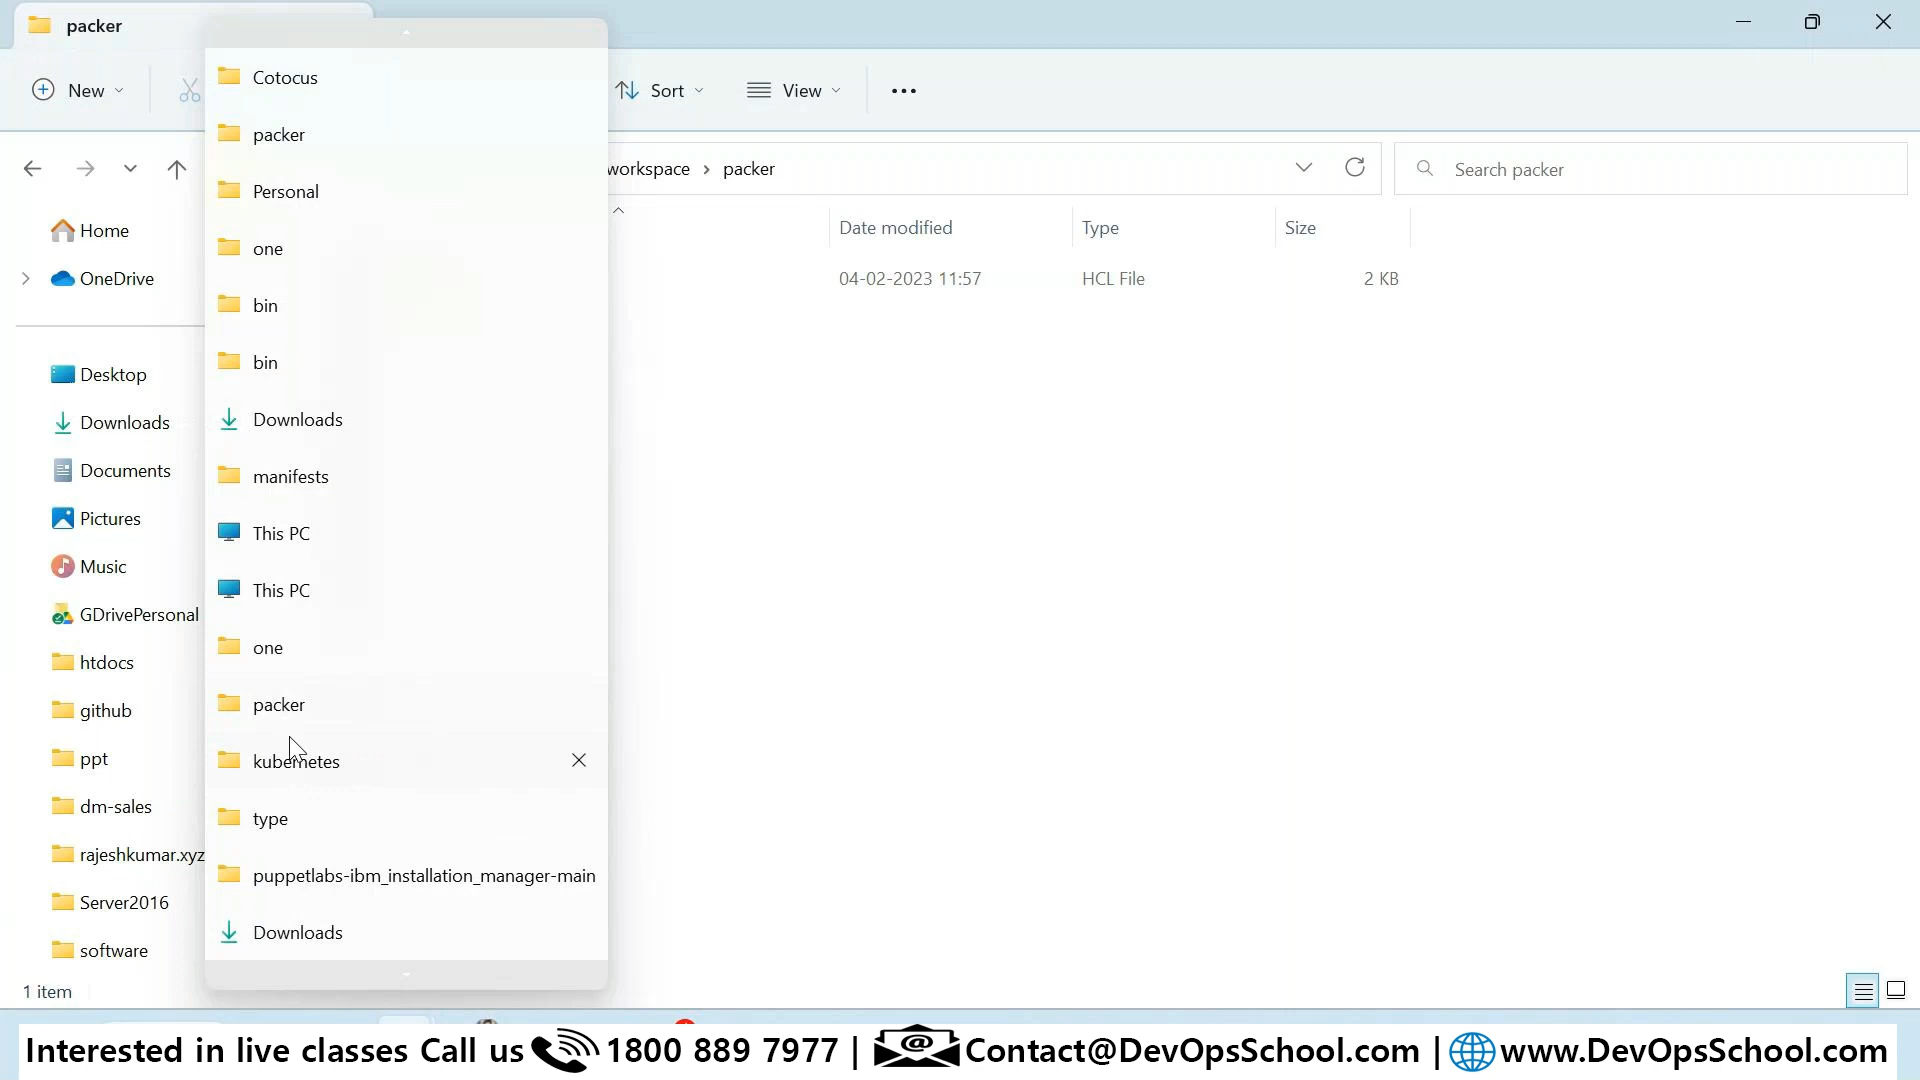 packer
New
Sort
View
workspace > packer
Search packer
Date modified
Type
Size
04-02-2023 11:57
HCL File
2 KB
Home
OneDrive
Desktop
Downloads
Documents
Pictures
Music
GDrivePersonal
htdocs
github
ppt
dm-sales
rajeshkumar.xyz
Server2016
software
1 item
Cotocus
packer
Personal
one
bin
bin
Downloads
manifests
This PC
This PC
one
packer
kubernetes
type
puppetlabs-ibm_installation_manager-main
Downloads
Interested in live classes Call us 1800 889 7977 | Contact@DevOpsSchool.com | www.DevOpsSchool.com